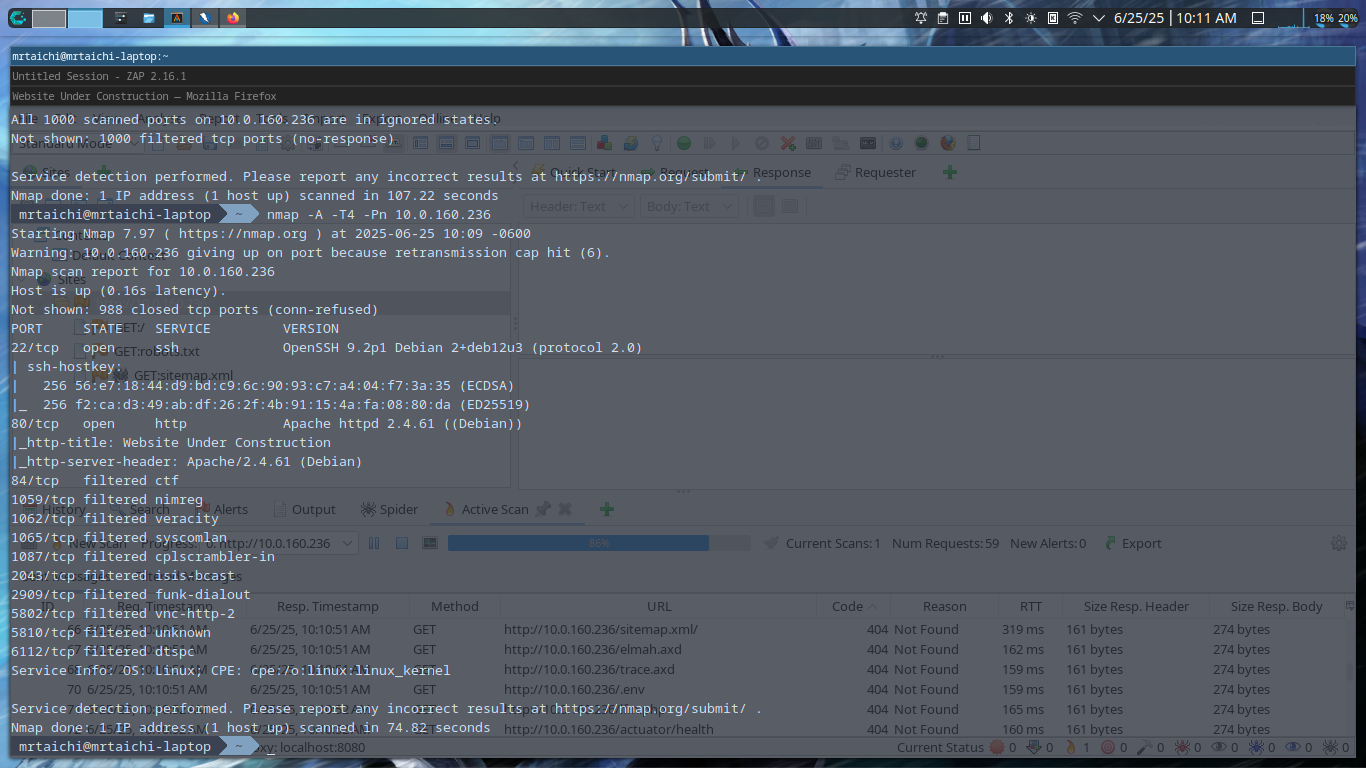 6/25/25 | 10:11 AM
18% 20%
mrtaichi@mrtaichi-laptop:~
Untitled Session - ZAP 2.16.1
Website Under Construction — Mozilla Firefox
All 1000 scanned ports on 10.0.160.236 are in ignored states.
Not shown: 1000 filtered tcp ports (no-response)
Standard Mode
Service detection performed. Please report any incorrect results at https://nmap.org/submit/ .
Sites
Quick Start
Request
Response
Requester
Nmap done: 1 IP address (1 host up) scanned in 107.22 seconds
mrtaichi@mrtaichi-laptop ~ nmap -A -T4 -Pn 10.0.160.236
Header: Text
Body: Text
Starting Nmap 7.97 ( https://nmap.org ) at 2025-06-25 10:09 -0600
Warning: 10.0.160.236 giving up on port because retransmission cap hit (6).
Default Context
Nmap scan report for 10.0.160.236
Sites
Host is up (0.16s latency).
Not shown: 988 closed tcp ports (conn-refused)
PORT STATE SERVICE VERSION
GET:/
22/tcp open ssh OpenSSH 9.2p1 Debian 2+deb12u3 (protocol 2.0)
GET:robots.txt
| ssh-hostkey:
GET:sitemap.xml
| 256 56:e7:18:44:d9:bd:c9:6c:90:93:c7:a4:04:f7:3a:35 (ECDSA)
|_ 256 f2:ca:d3:49:ab:df:26:2f:4b:91:15:4a:fa:08:80:da (ED25519)
80/tcp open http Apache httpd 2.4.61 ((Debian))
|_http-title: Website Under Construction
|_http-server-header: Apache/2.4.61 (Debian)
84/tcp filtered ctf
1059/tcp filtered nimreg
History
Search
Alerts
Output
Spider
Active Scan
1062/tcp filtered veracity
1065/tcp filtered syscomlan
New Scan Progress: 0: http://10.0.160.236 86% Current Scans: 1 Num Requests: 59 New Alerts: 0 Export
1087/tcp filtered cplscrambler-in
2043/tcp filtered isis-bcast
2909/tcp filtered funk-dialout
ID Req. Timestamp Resp. Timestamp Method URL Code Reason RTT Size Resp. Header Size Resp. Body
5802/tcp filtered vnc-http-2
66 6/25/25, 10:10:51 AM 6/25/25, 10:10:51 AM GET http://10.0.160.236/sitemap.xml/ 404 Not Found 319 ms 161 bytes 274 bytes
5810/tcp filtered unknown
67 6/25/25, 10:10:51 AM 6/25/25, 10:10:51 AM GET http://10.0.160.236/elmah.axd 404 Not Found 162 ms 161 bytes 274 bytes
6112/tcp filtered dtspc
6/25/25, 10:10:51 AM GET http://10.0.160.236/trace.axd 404 Not Found 159 ms 161 bytes 274 bytes
Service Info: OS: Linux; CPE: cpe:/o:linux:linux_kernel
70 6/25/25, 10:10:51 AM 6/25/25, 10:10:51 AM GET http://10.0.160.236/.env 404 Not Found 159 ms 161 bytes 274 bytes
Service detection performed. Please report any incorrect results at https://nmap.org/submit/ .
404 Not Found 165 ms 161 bytes 274 bytes
Nmap done: 1 IP address (1 host up) scanned in 74.82 seconds
http://10.0.160.236/actuator/health 404 Not Found 160 ms 161 bytes 274 bytes
mrtaichi@mrtaichi-laptop ~
localhost:8080
Current Status 0 0 1 0 0 0 0 0 0 0